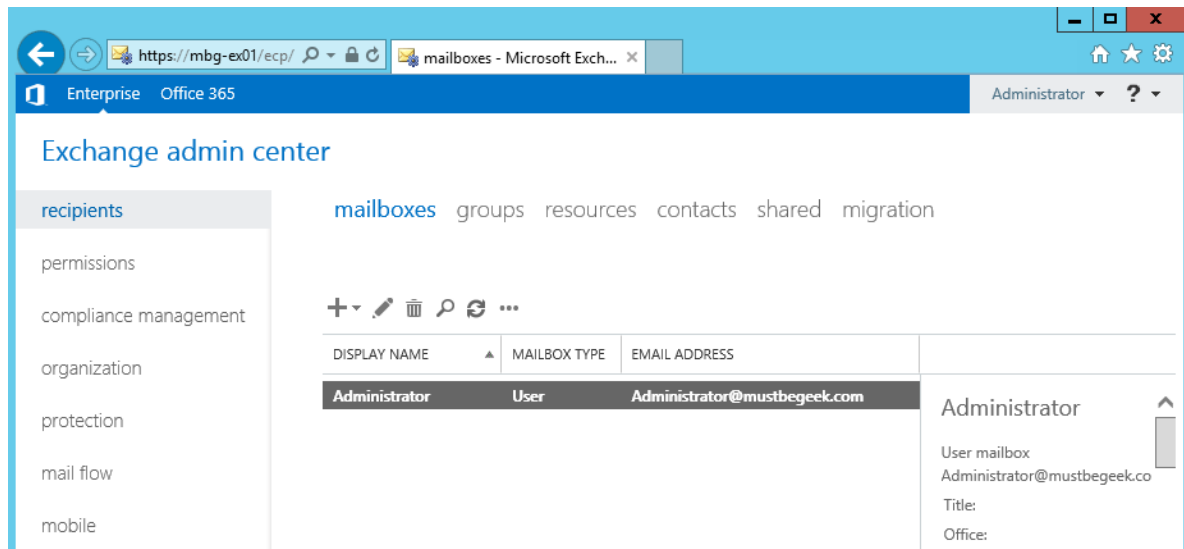 https://mbg-ex01/ecp/ mailboxes - Microsoft Exch...
Enterprise Office 365 Administrator ?
Exchange admin center
recipients
permissions
compliance management
organization
protection
mail flow
mobile
mailboxes groups resources contacts shared migration
DISPLAY NAME MAILBOX TYPE EMAIL ADDRESS
Administrator User Administrator@mustbegeek.com
Administrator
User mailbox
Administrator@mustbegeek.co
Title:
Office: